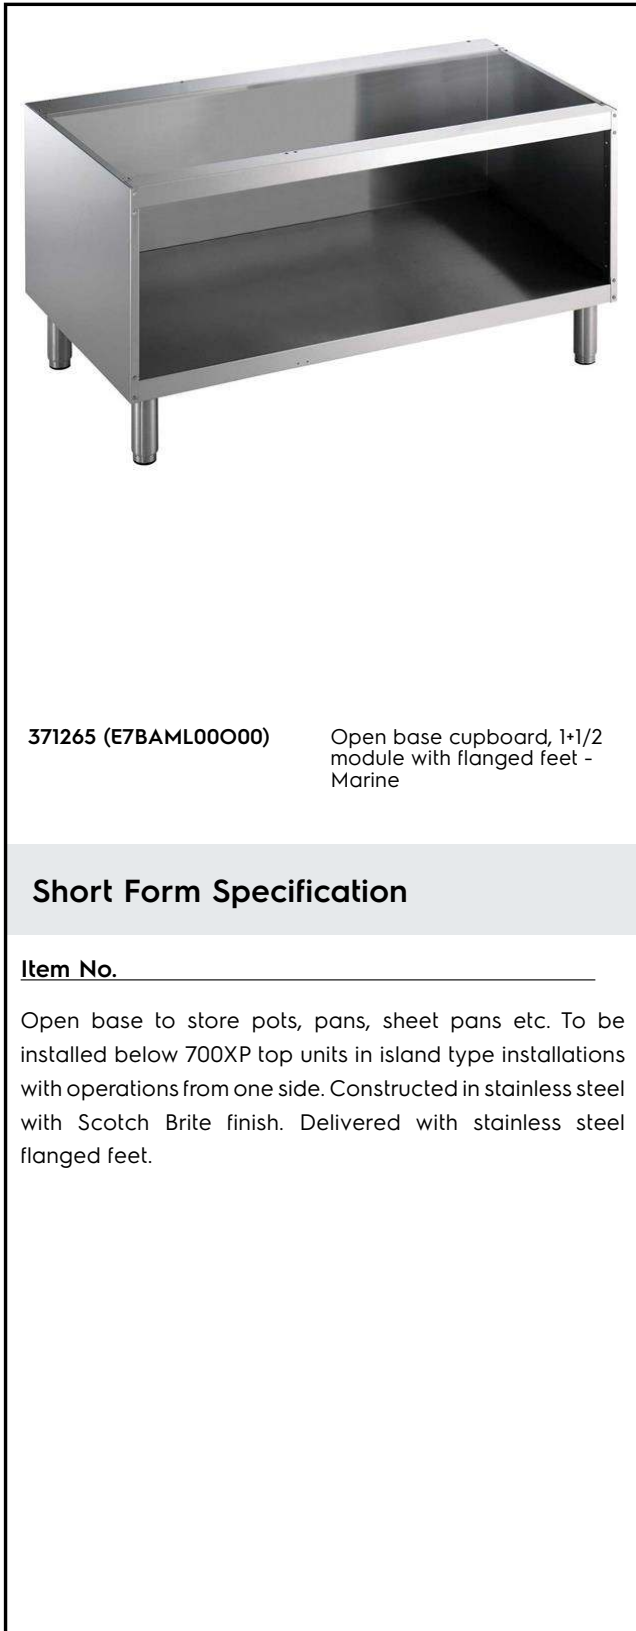 371265 (E7BAML00O00)
Open base cupboard, 1+1/2
module with flanged feet -
Marine
Short Form Specification
Item No.
Open base to store pots, pans, sheet pans etc. To be
installed below 700XP top units in island type installations
with operations from one side. Constructed in stainless steel
with Scotch Brite finish. Delivered with stainless steel
flanged feet.